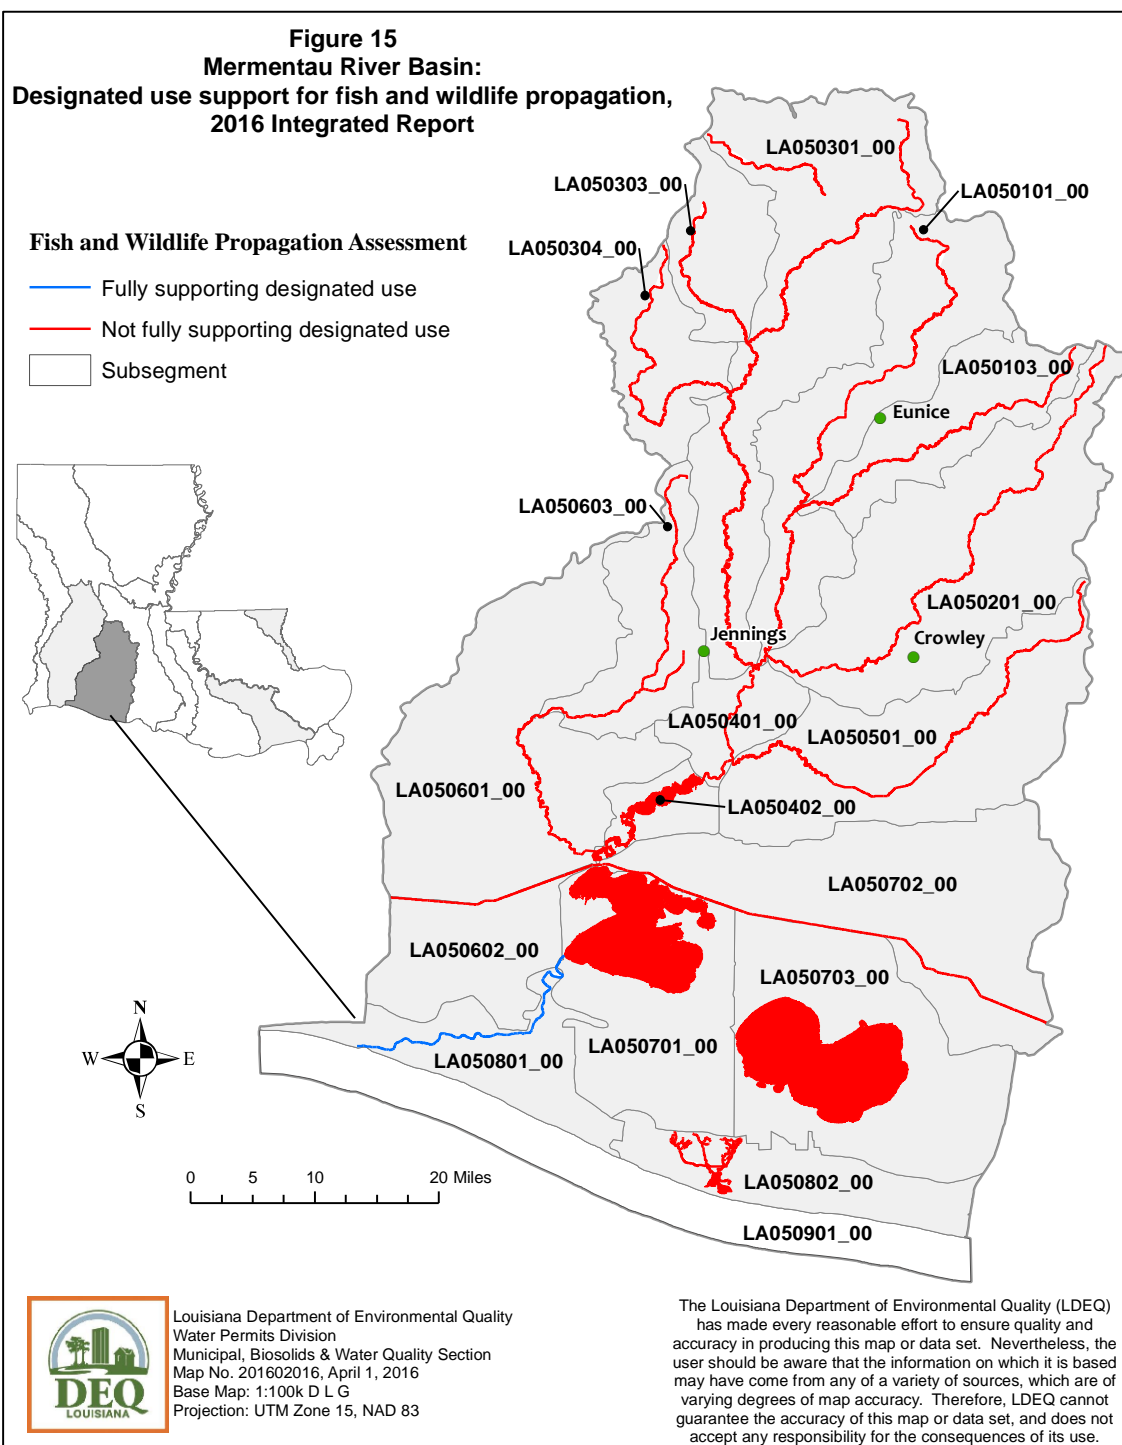 Figure 15
Mermentau River Basin:
Designated use support for fish and wildlife propagation,
2016 Integrated Report
Fish and Wildlife Propagation Assessment
Fully supporting designated use
Not fully supporting designated use
Subsegment
LA050301_00
LA050303_00
LA050101_00
LA050304_00
LA050103_00
Eunice
LA050603_00
LA050201_00
Jennings
Crowley
LA050401_00
LA050501_00
LA050601_00
LA050402_00
LA050702_00
LA050602_00
LA050703_00
LA050701_00
LA050801_00
LA050802_00
LA050901_00
N
W E
S
0 5 10 20 Miles
DEQ
LOUISIANA
Louisiana Department of Environmental Quality
Water Permits Division
Municipal, Biosolids & Water Quality Section
Map No. 201602016, April 1, 2016
Base Map: 1:100k D L G
Projection: UTM Zone 15, NAD 83
The Louisiana Department of Environmental Quality (LDEQ)
has made every reasonable effort to ensure quality and
accuracy in producing this map or data set. Nevertheless, the
user should be aware that the information on which it is based
may have come from any of a variety of sources, which are of
varying degrees of map accuracy. Therefore, LDEQ cannot
guarantee the accuracy of this map or data set, and does not
accept any responsibility for the consequences of its use.